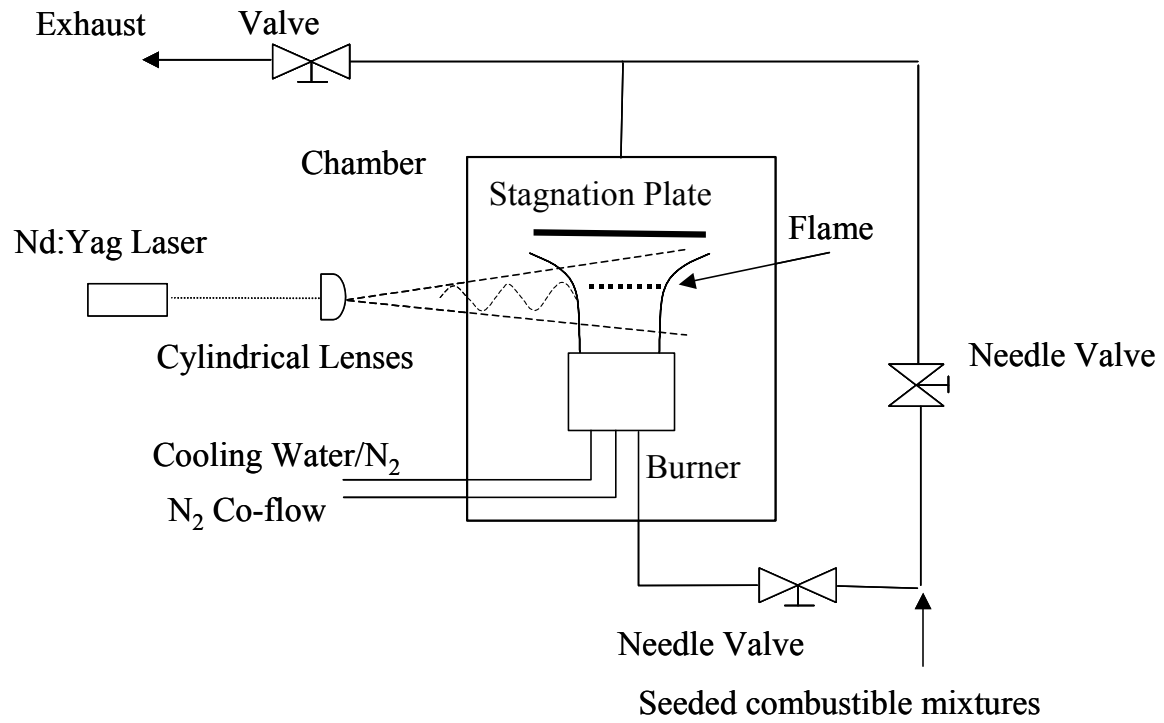 Exhaust
Valve
Chamber
Stagnation Plate
Flame
Nd:Yag Laser
Cylindrical Lenses
Needle Valve
Cooling Water/N₂
Burner
N₂ Co-flow
Needle Valve
Seeded combustible mixtures